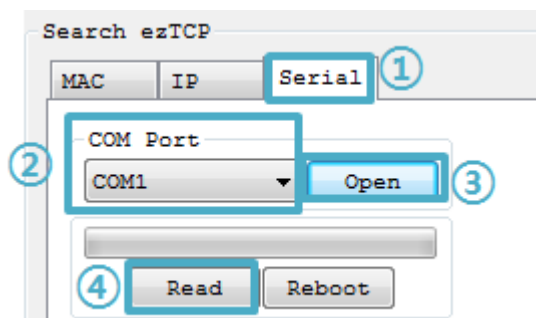 Search ezTCP
MAC IP Serial ①
COM Port
② COM1 Open ③
④ Read Reboot